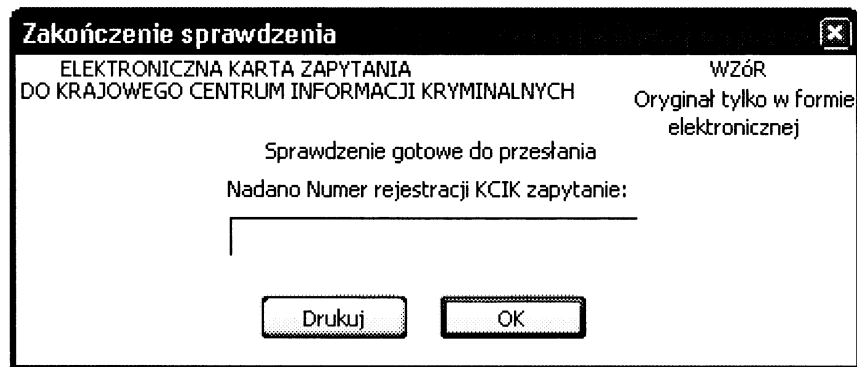 Zakończenie sprawdzenia
ELEKTRONICZNA KARTA ZAPYTANIA
DO KRAJOWEGO CENTRUM INFORMACJI KRYMINALNYCH
WZóR
Oryginał tylko w formie
elektronicznej
Sprawdzenie gotowe do przesłania
Nadano Numer rejestracji KCIK zapytanie:
Drukuj
OK